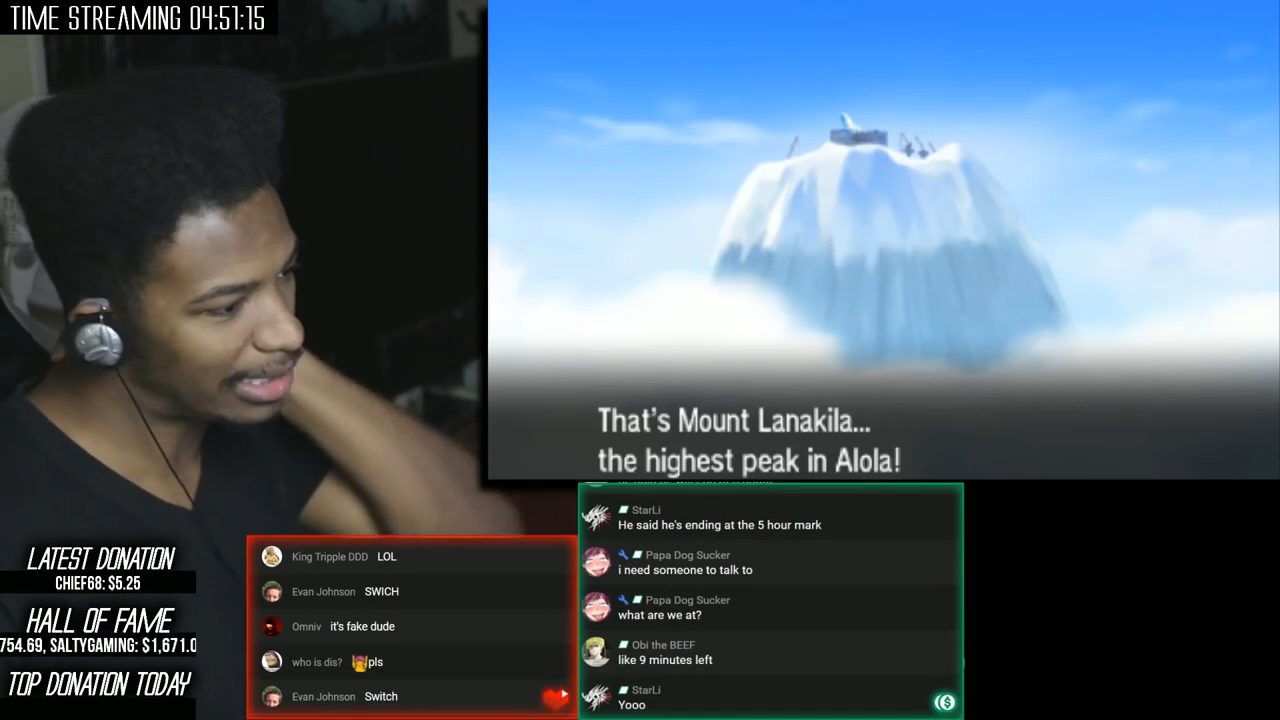 TIME STREAMING 04:51:15
That's Mount Lanakila...
the highest peak in Alola!
StarLi
He said he's ending at the 5 hour mark
Papa Dog Sucker
i need someone to talk to
Papa Dog Sucker
what are we at?
Obi the BEEF
like 9 minutes left
StarLi
Yooo
King Tripple DDD LOL
Evan Johnson SWICH
Omniv it's fake dude
who is dis? pls
Evan Johnson Switch
LATEST DONATION
CHIEF68: $5.25
HALL OF FAME
754.69, SALTYGAMING: $1,671.0
TOP DONATION TODAY